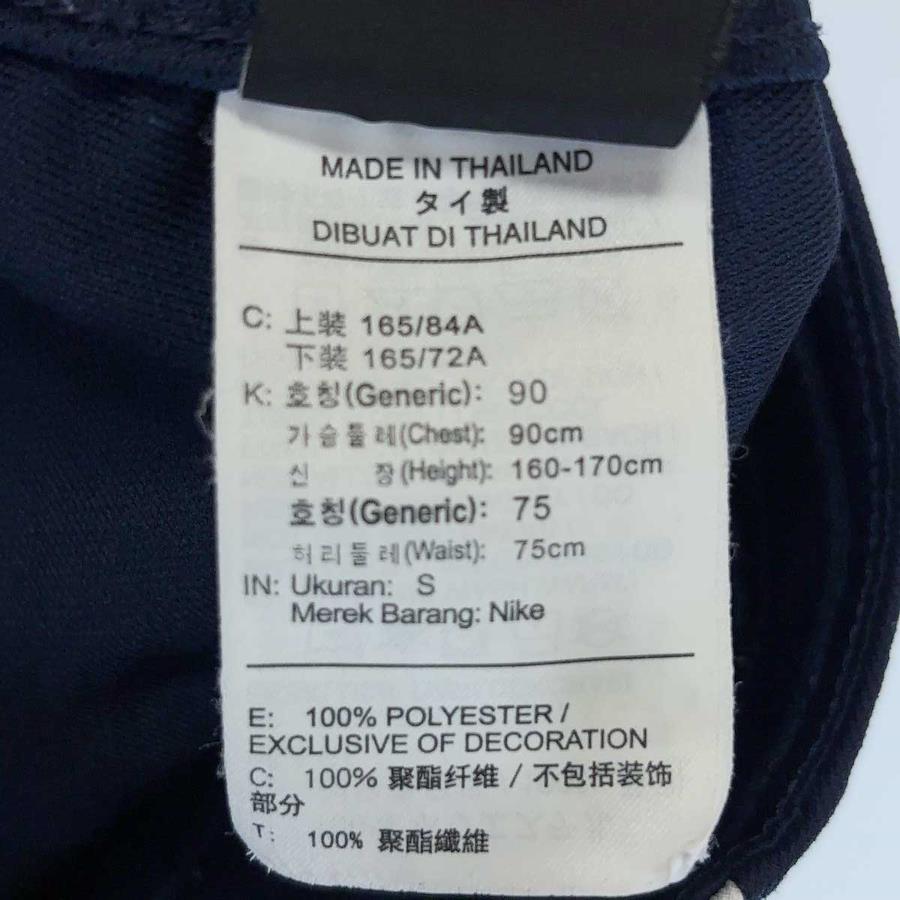 MADE IN THAILAND
タイ製
DIBUAT DI THAILAND
C: 上装 165/84A
下装 165/72A
K: 호칭(Generic): 90
가슴둘레(Chest): 90cm
신 장(Height): 160-170cm
호칭(Generic): 75
허리둘레(Waist): 75cm
IN: Ukuran: S
Merek Barang: Nike
E: 100% POLYESTER /
EXCLUSIVE OF DECORATION
C: 100% 聚酯纤维 / 不包括装饰
部分
T: 100% 聚酯纖維